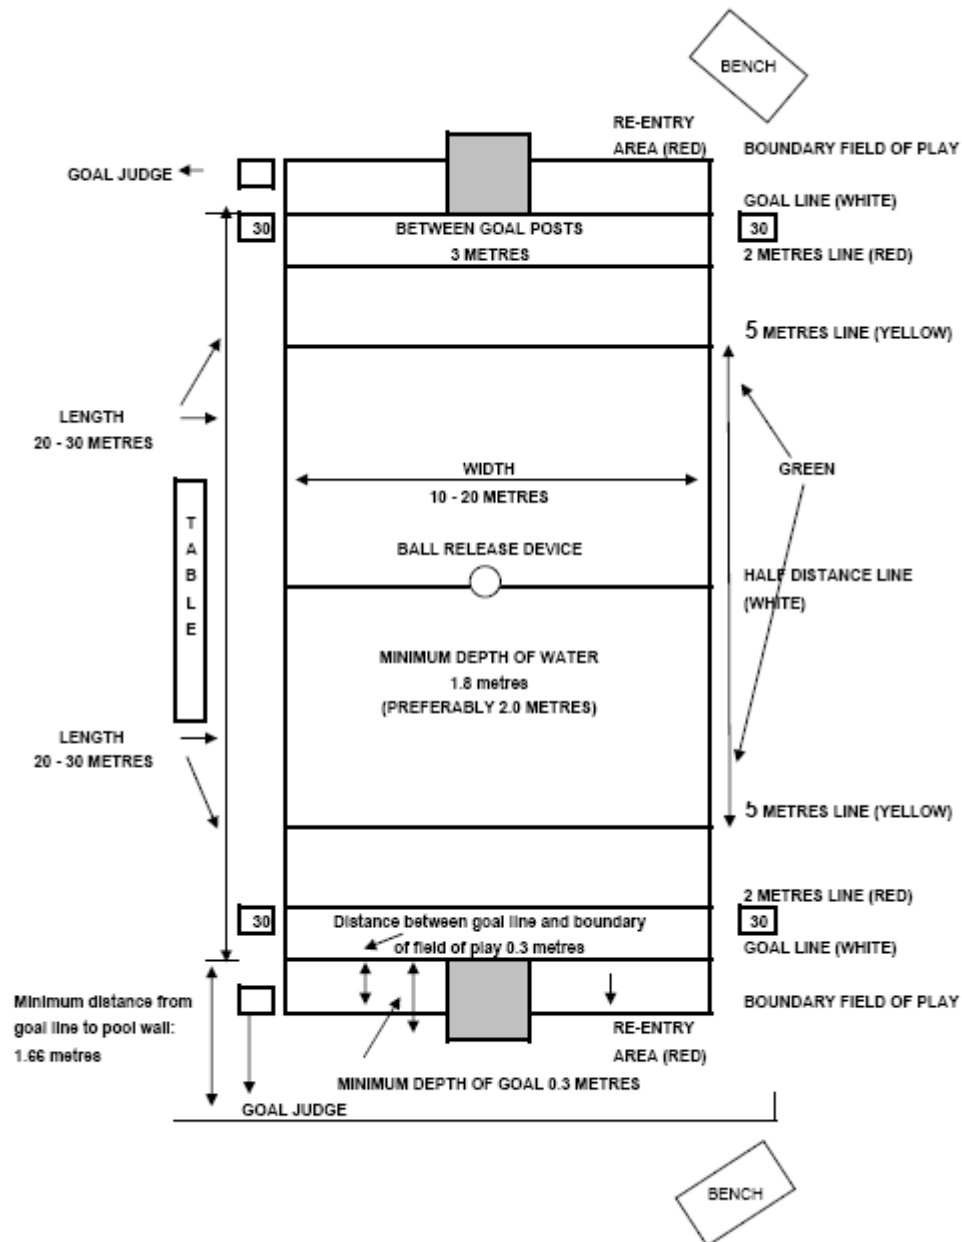 BENCH
RE-ENTRY
AREA (RED)
BOUNDARY FIELD OF PLAY
GOAL JUDGE
GOAL LINE (WHITE)
30
BETWEEN GOAL POSTS
30
3 METRES
2 METRES LINE (RED)
5 METRES LINE (YELLOW)
LENGTH
20 - 30 METRES
WIDTH
10 - 20 METRES
GREEN
TABLE
BALL RELEASE DEVICE
HALF DISTANCE LINE
(WHITE)
MINIMUM DEPTH OF WATER
1.8 metres
(PREFERABLY 2.0 METRES)
LENGTH
20 - 30 METRES
5 METRES LINE (YELLOW)
2 METRES LINE (RED)
30
Distance between goal line and boundary
of field of play 0.3 metres
30
GOAL LINE (WHITE)
Minimum distance from
goal line to pool wall:
1.66 metres
BOUNDARY FIELD OF PLAY
RE-ENTRY
AREA (RED)
MINIMUM DEPTH OF GOAL 0.3 METRES
GOAL JUDGE
BENCH